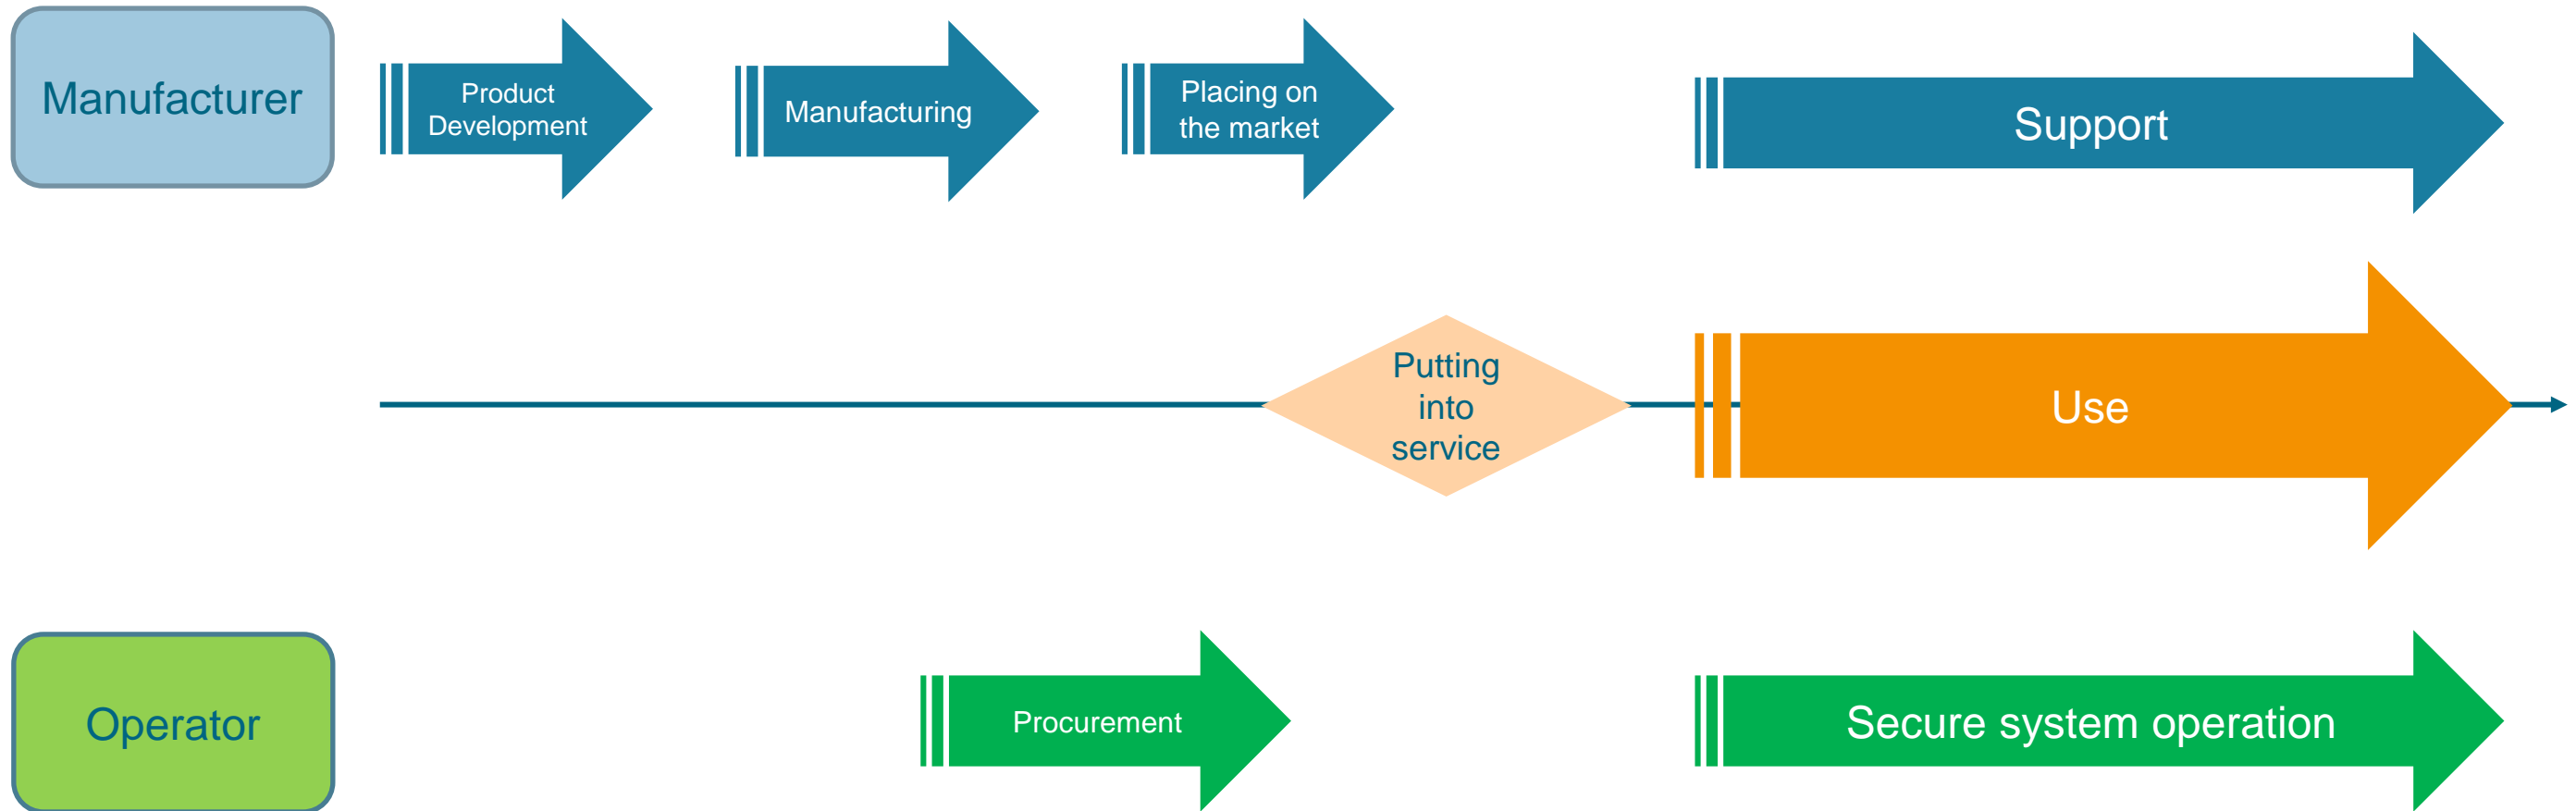 Manufacturer
Product
Development
Manufacturing
Placing on
the market
Support
Putting
into
service
Use
Operator
Procurement
Secure system operation